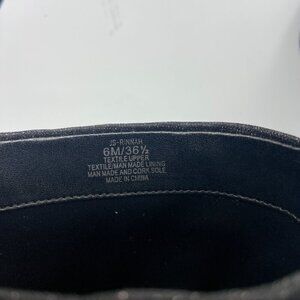 JS-RINNAH
6M/36½
TEXTILE UPPER
TEXTILE/MAN MADE LINING
MAN MADE AND CORK SOLE
MADE IN CHINA